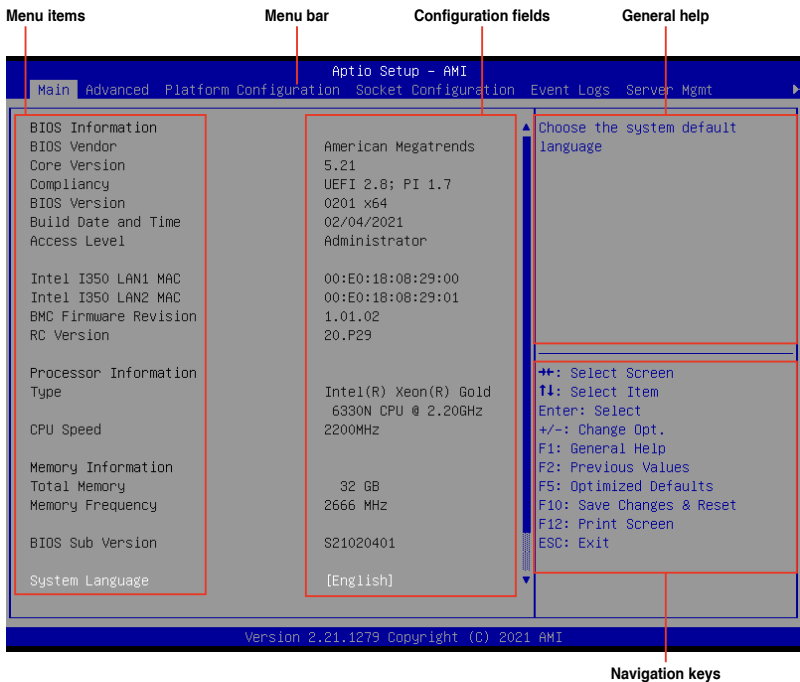 Menu items Menu bar Configuration fields General help
Aptio Setup – AMI
Main Advanced Platform Configuration Socket Configuration Event Logs Server Mgmt
BIOS Information
BIOS Vendor American Megatrends
Core Version 5.21
Compliancy UEFI 2.8; PI 1.7
BIOS Version 0201 x64
Build Date and Time 02/04/2021
Access Level Administrator
Intel I350 LAN1 MAC 00:E0:18:08:29:00
Intel I350 LAN2 MAC 00:E0:18:08:29:01
BMC Firmware Revision 1.01.02
RC Version 20.P29
Processor Information
Type Intel(R) Xeon(R) Gold
6330N CPU @ 2.20GHz
CPU Speed 2200MHz
Memory Information
Total Memory 32 GB
Memory Frequency 2666 MHz
BIOS Sub Version S21020401
System Language [English]
Choose the system default
language
→←: Select Screen
↑↓: Select Item
Enter: Select
+/-: Change Opt.
F1: General Help
F2: Previous Values
F5: Optimized Defaults
F10: Save Changes & Reset
F12: Print Screen
ESC: Exit
Version 2.21.1279 Copyright (C) 2021 AMI
Navigation keys